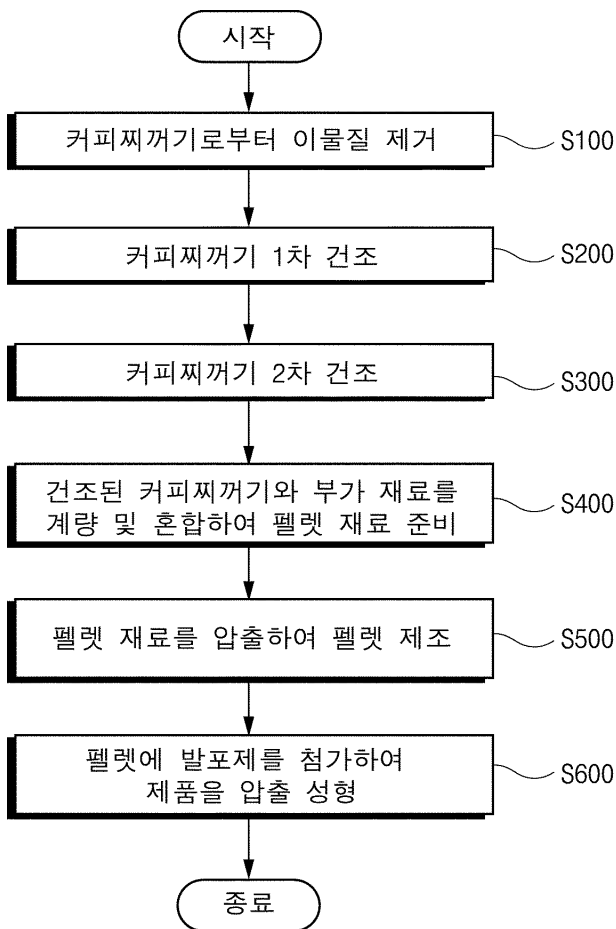 시작
커피찌꺼기로부터 이물질 제거
S100
커피찌꺼기 1차 건조
S200
커피찌꺼기 2차 건조
S300
건조된 커피찌꺼기와 부가 재료를
계량 및 혼합하여 펠렛 재료 준비
S400
펠렛 재료를 압출하여 펠렛 제조
S500
펠렛에 발포제를 첨가하여
제품을 압출 성형
S600
종료